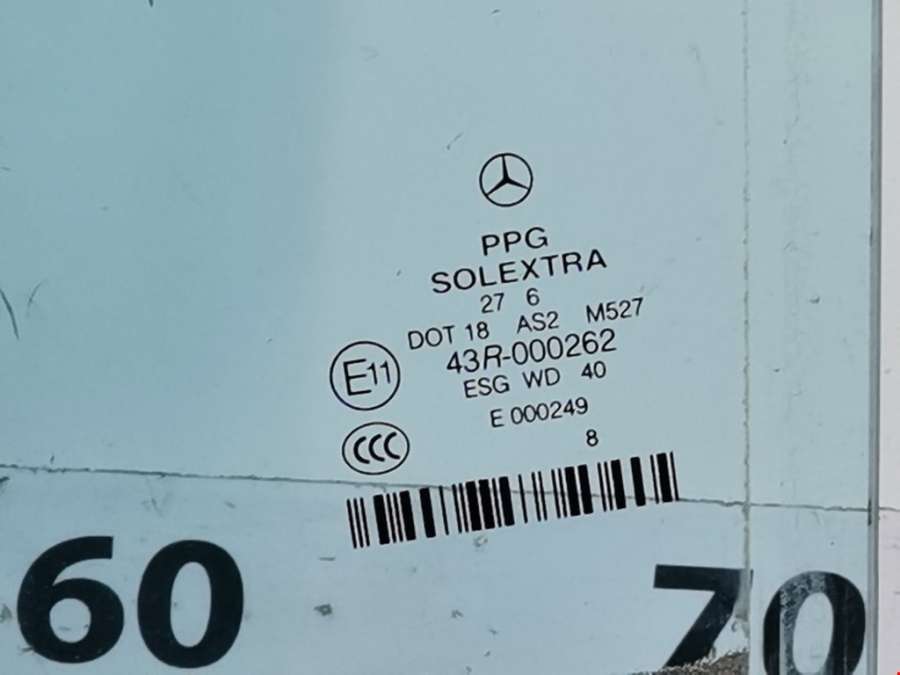 PPG
SOLEXTRA
27 6
DOT 18 AS2 M527
43R-000262
E11
ESG WD 40
E 000249
CCC
8
60 70